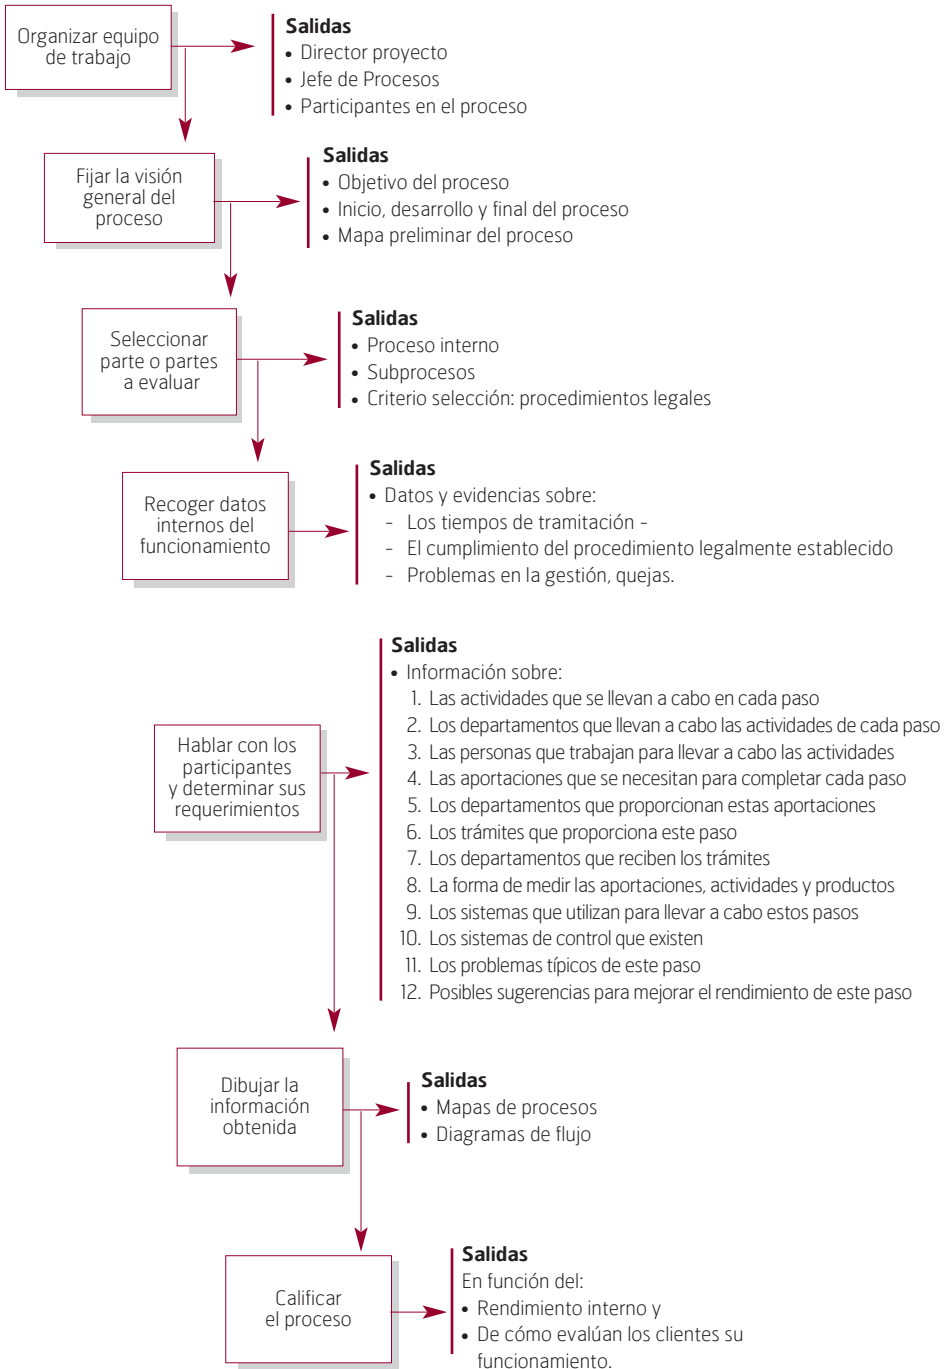 Organizar equipo
de trabajo
Salidas
• Director proyecto
• Jefe de Procesos
• Participantes en el proceso
Fijar la visión
general del
proceso
Salidas
• Objetivo del proceso
• Inicio, desarrollo y final del proceso
• Mapa preliminar del proceso
Seleccionar
parte o partes
a evaluar
Salidas
• Proceso interno
• Subprocesos
• Criterio selección: procedimientos legales
Recoger datos
internos del
funcionamiento
Salidas
• Datos y evidencias sobre:
- Los tiempos de tramitación -
- El cumplimiento del procedimiento legalmente establecido
- Problemas en la gestión, quejas.
Hablar con los
participantes
y determinar sus
requerimientos
Salidas
• Información sobre:
1. Las actividades que se llevan a cabo en cada paso
2. Los departamentos que llevan a cabo las actividades de cada paso
3. Las personas que trabajan para llevar a cabo las actividades
4. Las aportaciones que se necesitan para completar cada paso
5. Los departamentos que proporcionan estas aportaciones
6. Los trámites que proporciona este paso
7. Los departamentos que reciben los trámites
8. La forma de medir las aportaciones, actividades y productos
9. Los sistemas que utilizan para llevar a cabo estos pasos
10. Los sistemas de control que existen
11. Los problemas típicos de este paso
12. Posibles sugerencias para mejorar el rendimiento de este paso
Dibujar la
información
obtenida
Salidas
• Mapas de procesos
• Diagramas de flujo
Calificar
el proceso
Salidas
En función del:
• Rendimiento interno y
• De cómo evalúan los clientes su
funcionamiento.